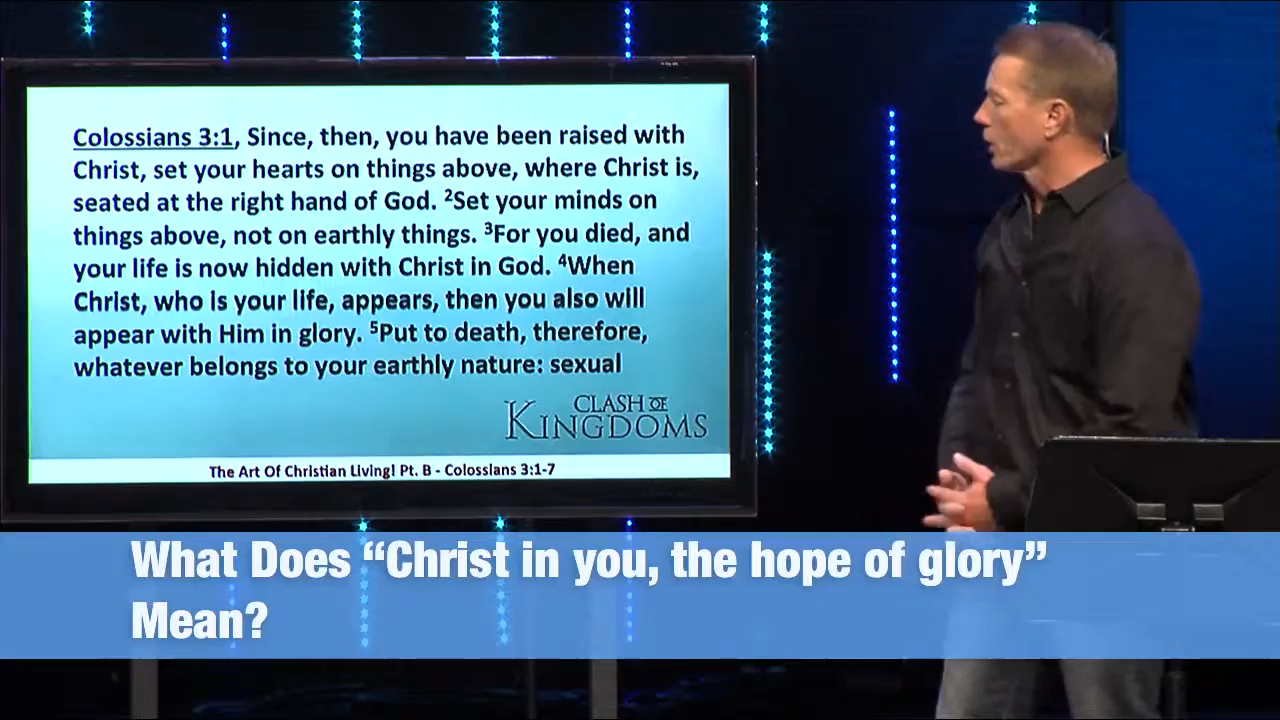 Colossians 3:1, Since, then, you have been raised with
Christ, set your hearts on things above, where Christ is,
seated at the right hand of God. ²Set your minds on
things above, not on earthly things. ³For you died, and
your life is now hidden with Christ in God. ⁴When
Christ, who is your life, appears, then you also will
appear with Him in glory. ⁵Put to death, therefore,
whatever belongs to your earthly nature: sexual
CLASH OF
KINGDOMS
The Art Of Christian Living! Pt. B - Colossians 3:1-7
What Does “Christ in you, the hope of glory”
Mean?